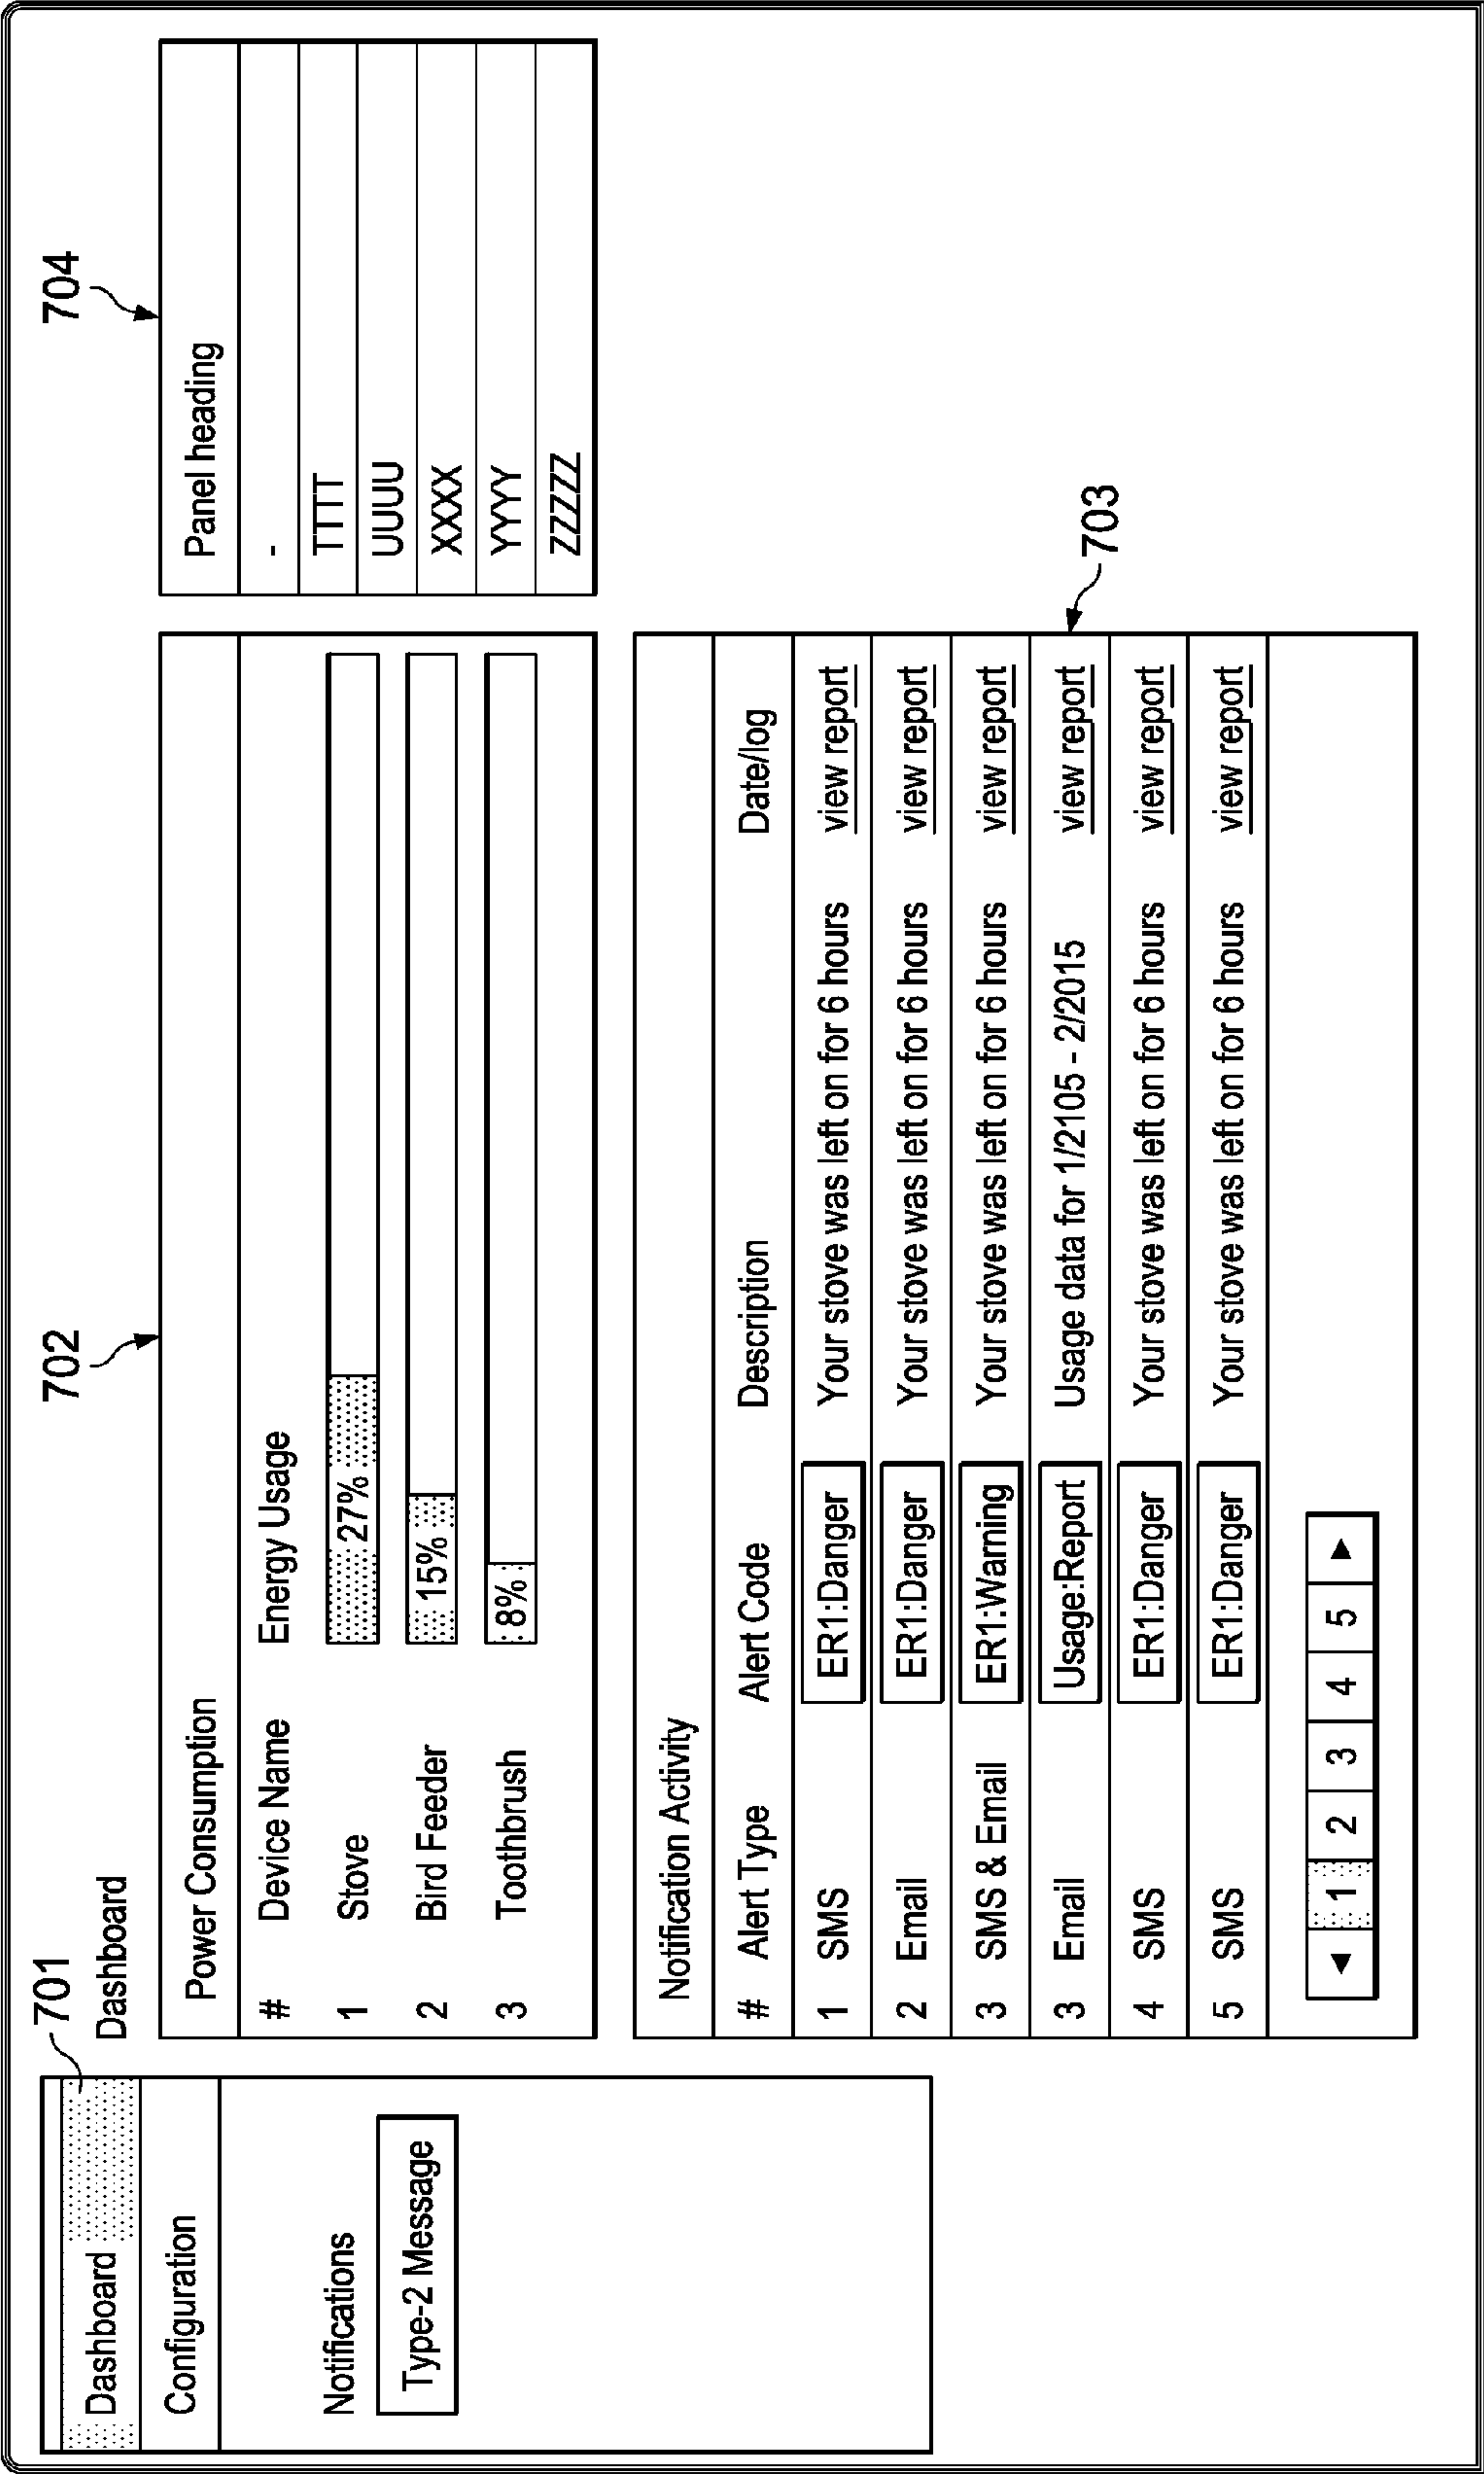 701
Dashboard
Configuration
Notifications
Type-2 Message
Dashboard
702
Power Consumption
# Device Name Energy Usage
1 Stove 27%
2 Bird Feeder 15%
3 Toothbrush 8%
704
Panel heading
-
TTTT
UUUU
XXXX
YYYY
ZZZZZ
703
Notification Activity
# Alert Type Alert Code Description Date/log
1 SMS ER1:Danger Your stove was left on for 6 hours view report
2 Email ER1:Danger Your stove was left on for 6 hours view report
3 SMS & Email ER1:Warning Your stove was left on for 6 hours view report
3 Email Usage:Report Usage data for 1/2105 - 2/2015 view report
4 SMS ER1:Danger Your stove was left on for 6 hours view report
5 SMS ER1:Danger Your stove was left on for 6 hours view report
◄ 1 2 3 4 5 ►